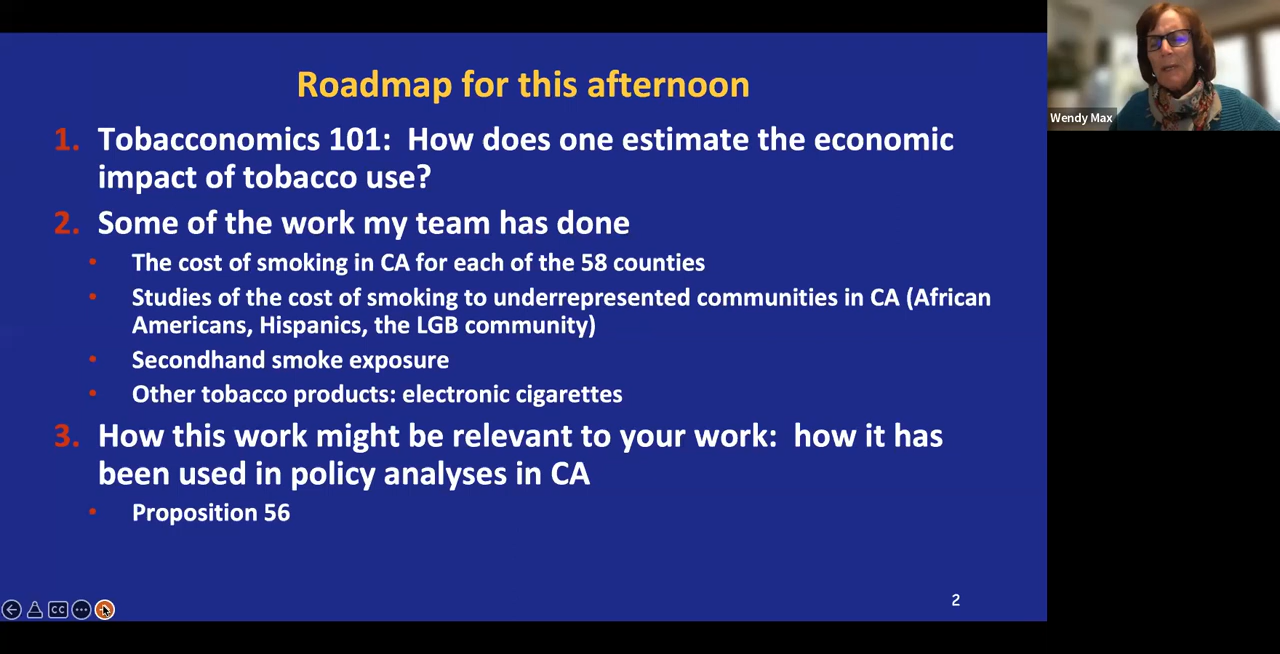 Roadmap for this afternoon
1. Tobacconomics 101: How does one estimate the economic
impact of tobacco use?
2. Some of the work my team has done
• The cost of smoking in CA for each of the 58 counties
• Studies of the cost of smoking to underrepresented communities in CA (African
Americans, Hispanics, the LGB community)
• Secondhand smoke exposure
• Other tobacco products: electronic cigarettes
3. How this work might be relevant to your work: how it has
been used in policy analyses in CA
• Proposition 56
2
CC
Wendy Max